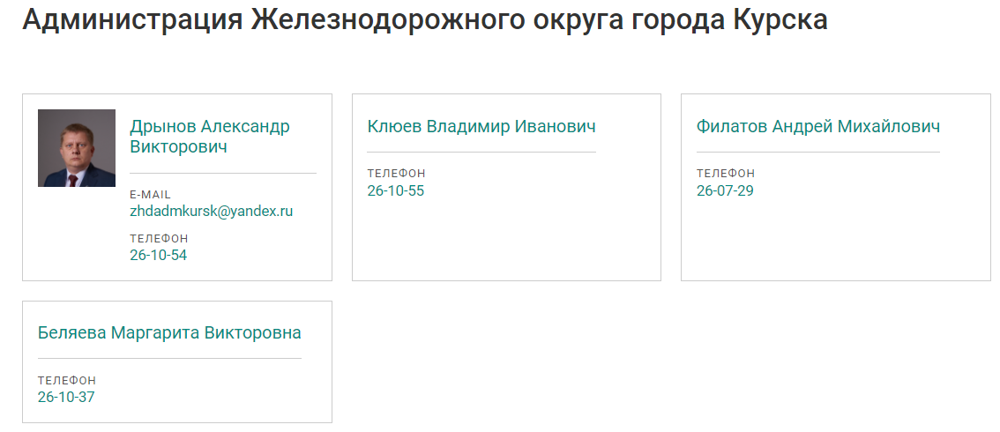 Администрация Железнодорожного округа города Курска
Дрынов Александр
Викторович
E-MAIL
zhdadmkursk@yandex.ru
ТЕЛЕФОН
26-10-54
Клюев Владимир Иванович
ТЕЛЕФОН
26-10-55
Филатов Андрей Михайлович
ТЕЛЕФОН
26-07-29
Беляева Маргарита Викторовна
ТЕЛЕФОН
26-10-37